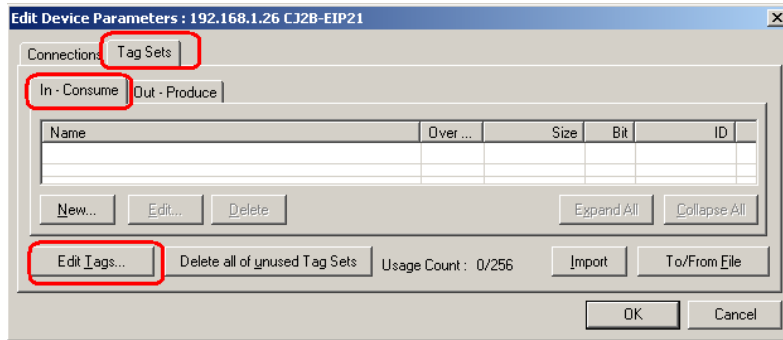 Edit Device Parameters : 192.168.1.26 CJ2B-EIP21
Connections Tag Sets
In - Consume Out - Produce
Name Over ... Size Bit ID
New... Edit... Delete Expand All Collapse All
Edit Tags... Delete all of unused Tag Sets Usage Count : 0/256 Import To/From File
OK Cancel